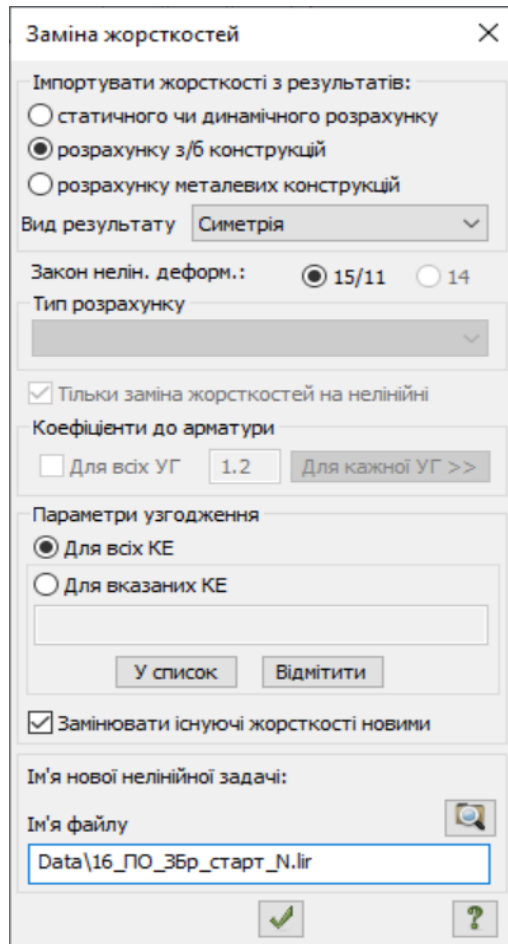 Заміна жорсткостей
Імпортувати жорсткості з результатів:
статичного чи динамічного розрахунку
розрахунку з/б конструкцій
розрахунку металевих конструкцій
Вид результату Симетрія
Закон нелін. деформ.: 15/11 14
Тип розрахунку
Тільки заміна жорсткостей на нелінійні
Коефіцієнти до арматури
Для всіх УГ 1.2 Для кажної УГ >>
Параметри узгодження
Для всіх КЕ
Для вказаних КЕ
У список Відмітити
Замінювати існуючі жорсткості новими
Ім'я нової нелінійної задачі:
Ім'я файлу
Data\16_ПО_ЗБр_старт_N.lir
?